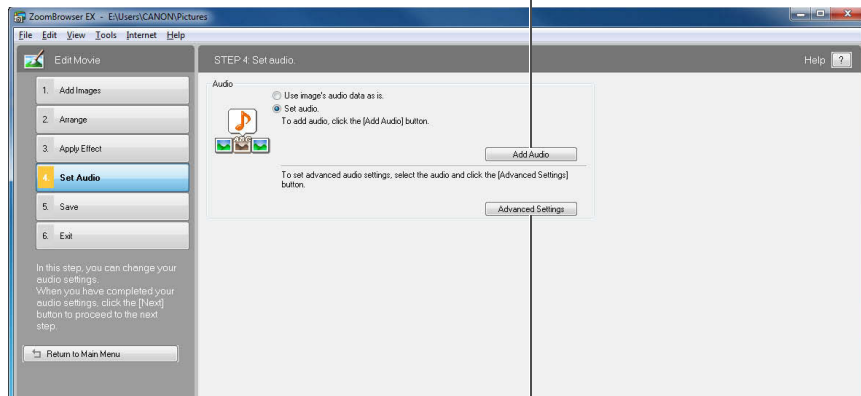 ZoomBrowser EX - E:\Users\CANON\Pictures
File Edit View Tools Internet Help
Edit Movie
STEP 4: Set audio.
Help ?
1. Add Images
2. Arrange
3. Apply Effect
4. Set Audio
5. Save
6. Exit
In this step, you can change your
audio settings.
When you have completed your
audio settings, click the [Next]
button to proceed to the next
step.
Return to Main Menu
Audio
Use image's audio data as is.
Set audio.
To add audio, click the [Add Audio] button.
Add Audio
To set advanced audio settings, select the audio and click the [Advanced Settings]
button.
Advanced Settings